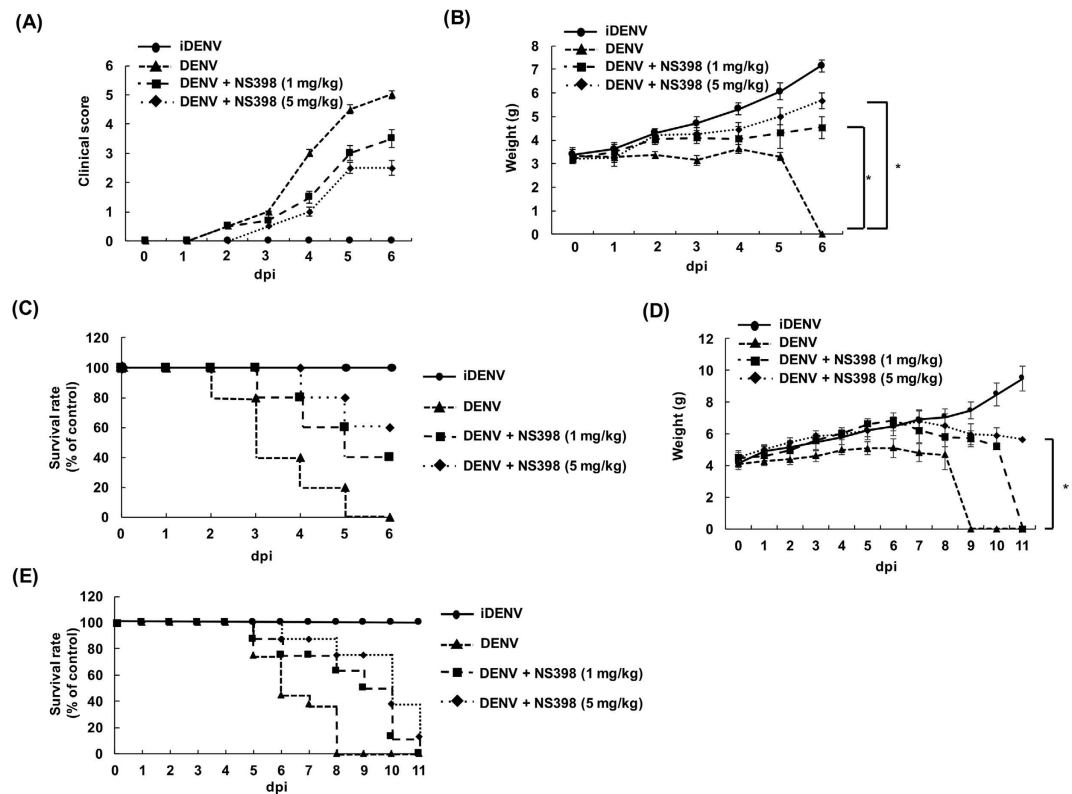 (A)
iDENV
DENV
DENV + NS398 (1 mg/kg)
DENV + NS398 (5 mg/kg)
Clinical score
6
5
4
3
2
1
0
0 1 2 3 4 5 6
dpi
(B)
iDENV
DENV
DENV + NS398 (1 mg/kg)
DENV + NS398 (5 mg/kg)
Weight (g)
8
7
6
5
4
3
2
1
0
0 1 2 3 4 5 6
dpi
*
*
(C)
Survival rate
(% of control)
120
100
80
60
40
20
0
0 1 2 3 4 5 6
dpi
iDENV
DENV
DENV + NS398 (1 mg/kg)
DENV + NS398 (5 mg/kg)
(D)
iDENV
DENV
DENV + NS398 (1 mg/kg)
DENV + NS398 (5 mg/kg)
Weight (g)
12
10
8
6
4
2
0
0 1 2 3 4 5 6 7 8 9 10 11
dpi
*
(E)
Survival rate
(% of control)
120
100
80
60
40
20
0
0 1 2 3 4 5 6 7 8 9 10 11
dpi
iDENV
DENV
DENV + NS398 (1 mg/kg)
DENV + NS398 (5 mg/kg)